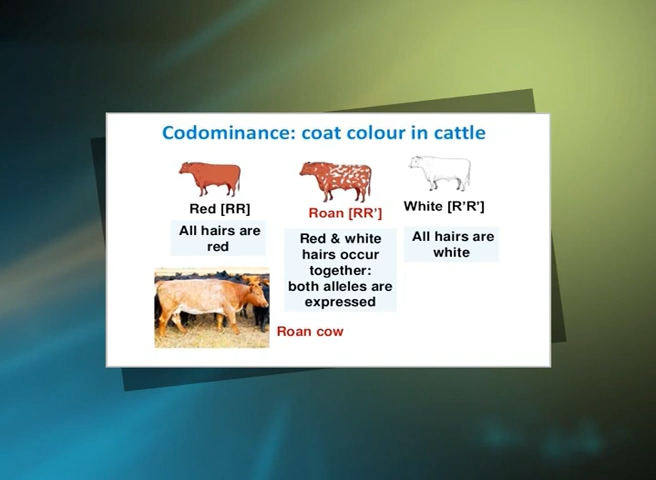 Codominance: coat colour in cattle
Red [RR]
All hairs are
red
Roan [RR’]
Red & white
hairs occur
together:
both alleles are
expressed
White [R’R’]
All hairs are
white
Roan cow